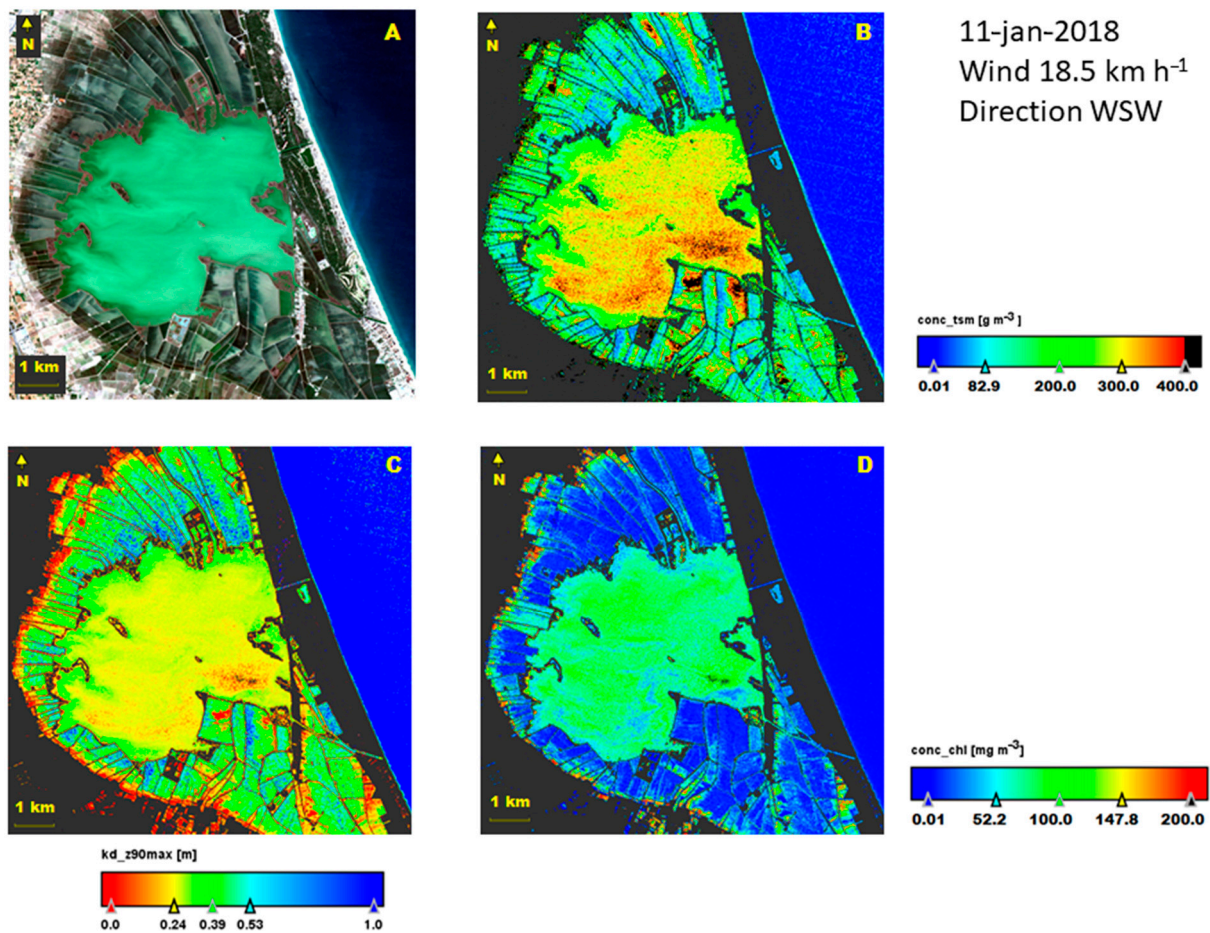 A
N
1 km
B
N
1 km
11-jan-2018
Wind 18.5 km h⁻¹
Direction WSW
conc_tsm [g m⁻³ ]
0.01 82.9 200.0 300.0 400.0
C
N
1 km
D
N
1 km
conc_chl [mg m⁻³]
0.01 52.2 100.0 147.8 200.0
kd_z90max [m]
0.0 0.24 0.39 0.53 1.0